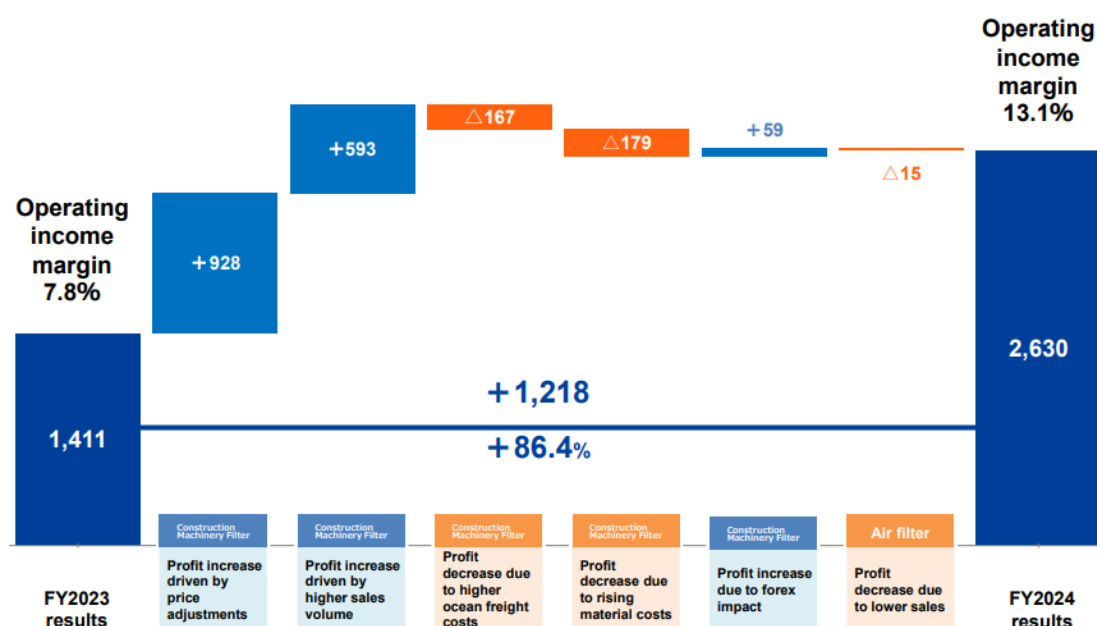 Operating
income
margin
13.1%
Operating
income
margin
7.8%
+928
+593
△167
△179
+59
△15
2,630
1,411
+1,218
+86.4%
Construction
Machinery Filter
Profit increase
driven by
price
adjustments
Construction
Machinery Filter
Profit increase
driven by
higher sales
volume
Construction
Machinery Filter
Profit
decrease due
to higher
ocean freight
costs
Construction
Machinery Filter
Profit
decrease due
to rising
material costs
Construction
Machinery Filter
Profit increase
due to forex
impact
Air filter
Profit
decrease due
to lower sales
FY2023
results
FY2024
results